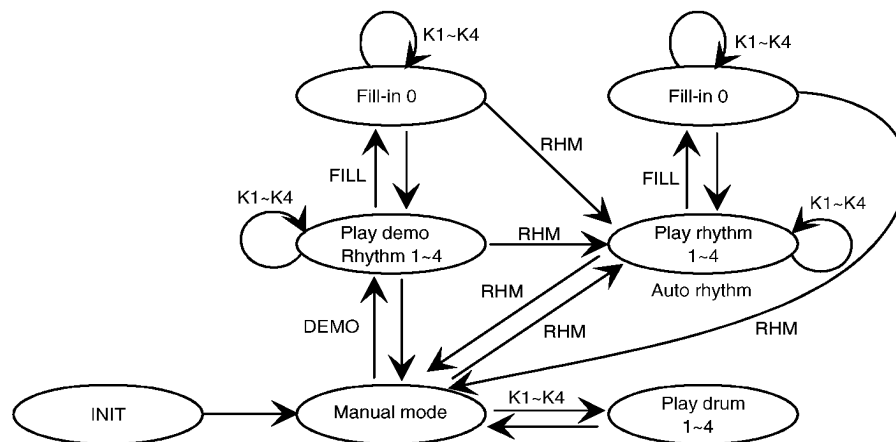 K1~K4
K1~K4
Fill-in 0
Fill-in 0
RHM
FILL
FILL
K1~K4
K1~K4
Play demo
Rhythm 1~4
RHM
Play rhythm
1~4
RHM
Auto rhythm
DEMO
RHM
RHM
INIT
Manual mode
K1~K4
Play drum
1~4